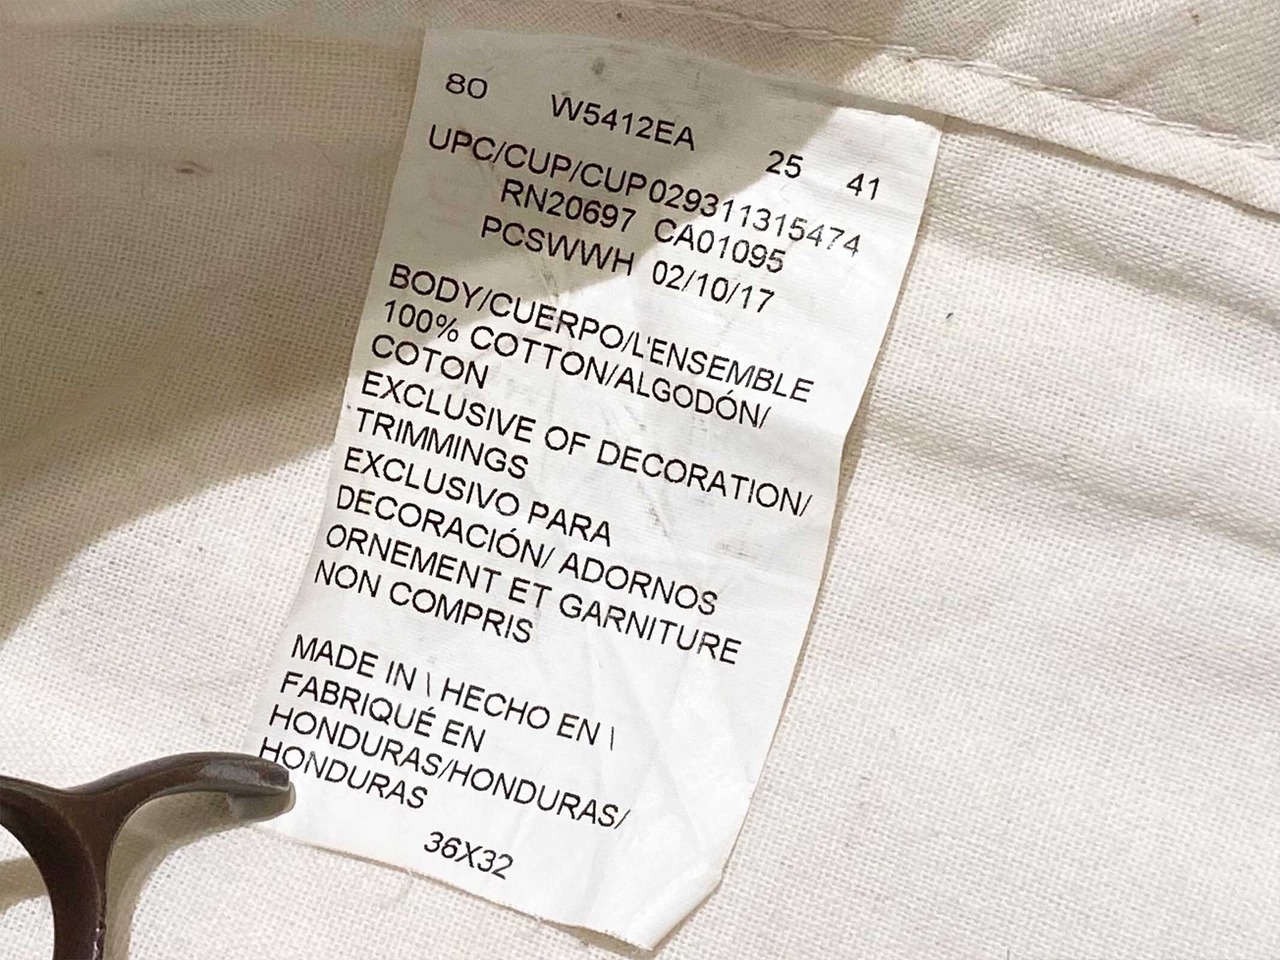 80 W5412EA 25 41
UPC/CUP/CUP029311315474
RN20697 CA01095
PCSWWH 02/10/17
BODY/CUERPO/L'ENSEMBLE
100% COTTON/ALGODÓN/
COTON
EXCLUSIVE OF DECORATION/
TRIMMINGS
EXCLUSIVO PARA
DECORACIÓN/ ADORNOS
ORNEMENT ET GARNITURE
NON COMPRIS
MADE IN \ HECHO EN \
FABRIQUÉ EN
HONDURAS/HONDURAS/
HONDURAS
36X32